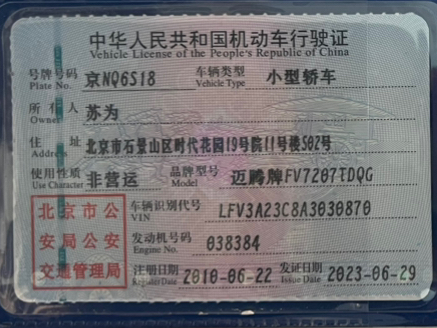 中华人民共和国机动车行驶证
Vehicle License of the People's Republic of China
号牌号码 京NQ6S18 车辆类型 小型轿车
Plate No. Vehicle Type
所有人 苏为
Owner
住址 北京市石景山区时代花园19号院11号楼502号
Address
使用性质 非营运 品牌型号 迈腾牌FV7207TDQG
Use Character Model
北京市公安局公安交通管理局
车辆识别代号 LFV3A23C8A3030870
VIN
发动机号码 038384
Engine No.
注册日期 2010-06-22 发证日期 2023-06-29
Register Date Issue Date